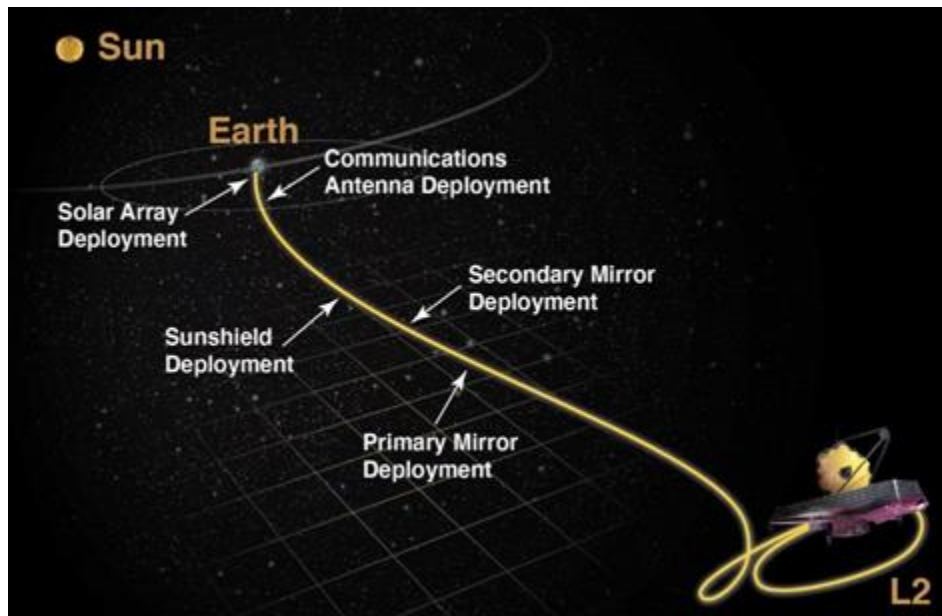 Sun
Earth
Communications
Antenna Deployment
Solar Array
Deployment
Secondary Mirror
Deployment
Sunshield
Deployment
Primary Mirror
Deployment
L2